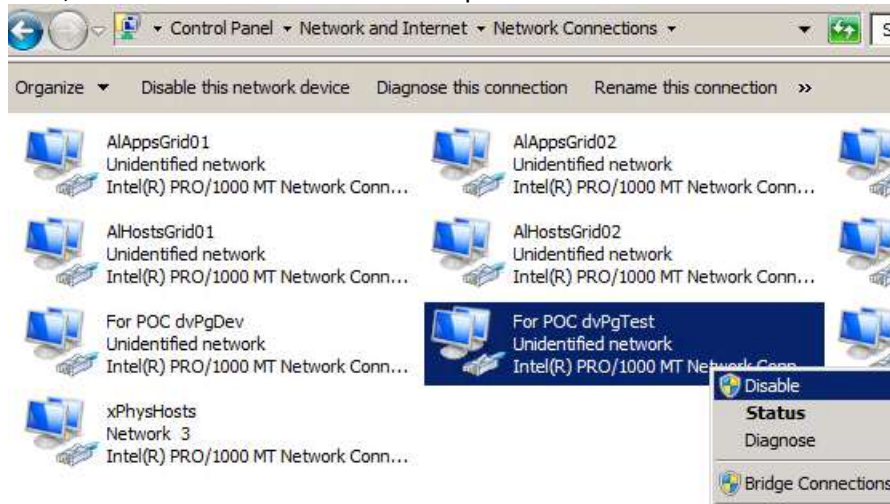 Control Panel Network and Internet Network Connections
Organize Disable this network device Diagnose this connection Rename this connection »
AlAppsGrid01
Unidentified network
Intel(R) PRO/1000 MT Network Conn...
AlAppsGrid02
Unidentified network
Intel(R) PRO/1000 MT Network Conn...
AlHostsGrid01
Unidentified network
Intel(R) PRO/1000 MT Network Conn...
AlHostsGrid02
Unidentified network
Intel(R) PRO/1000 MT Network Conn...
For POC dvPgDev
Unidentified network
Intel(R) PRO/1000 MT Network Conn...
For POC dvPgTest
Unidentified network
Intel(R) PRO/1000 MT Network Conn
xPhysHosts
Network 3
Intel(R) PRO/1000 MT Network Conn...
Disable
Status
Diagnose
Bridge Connections